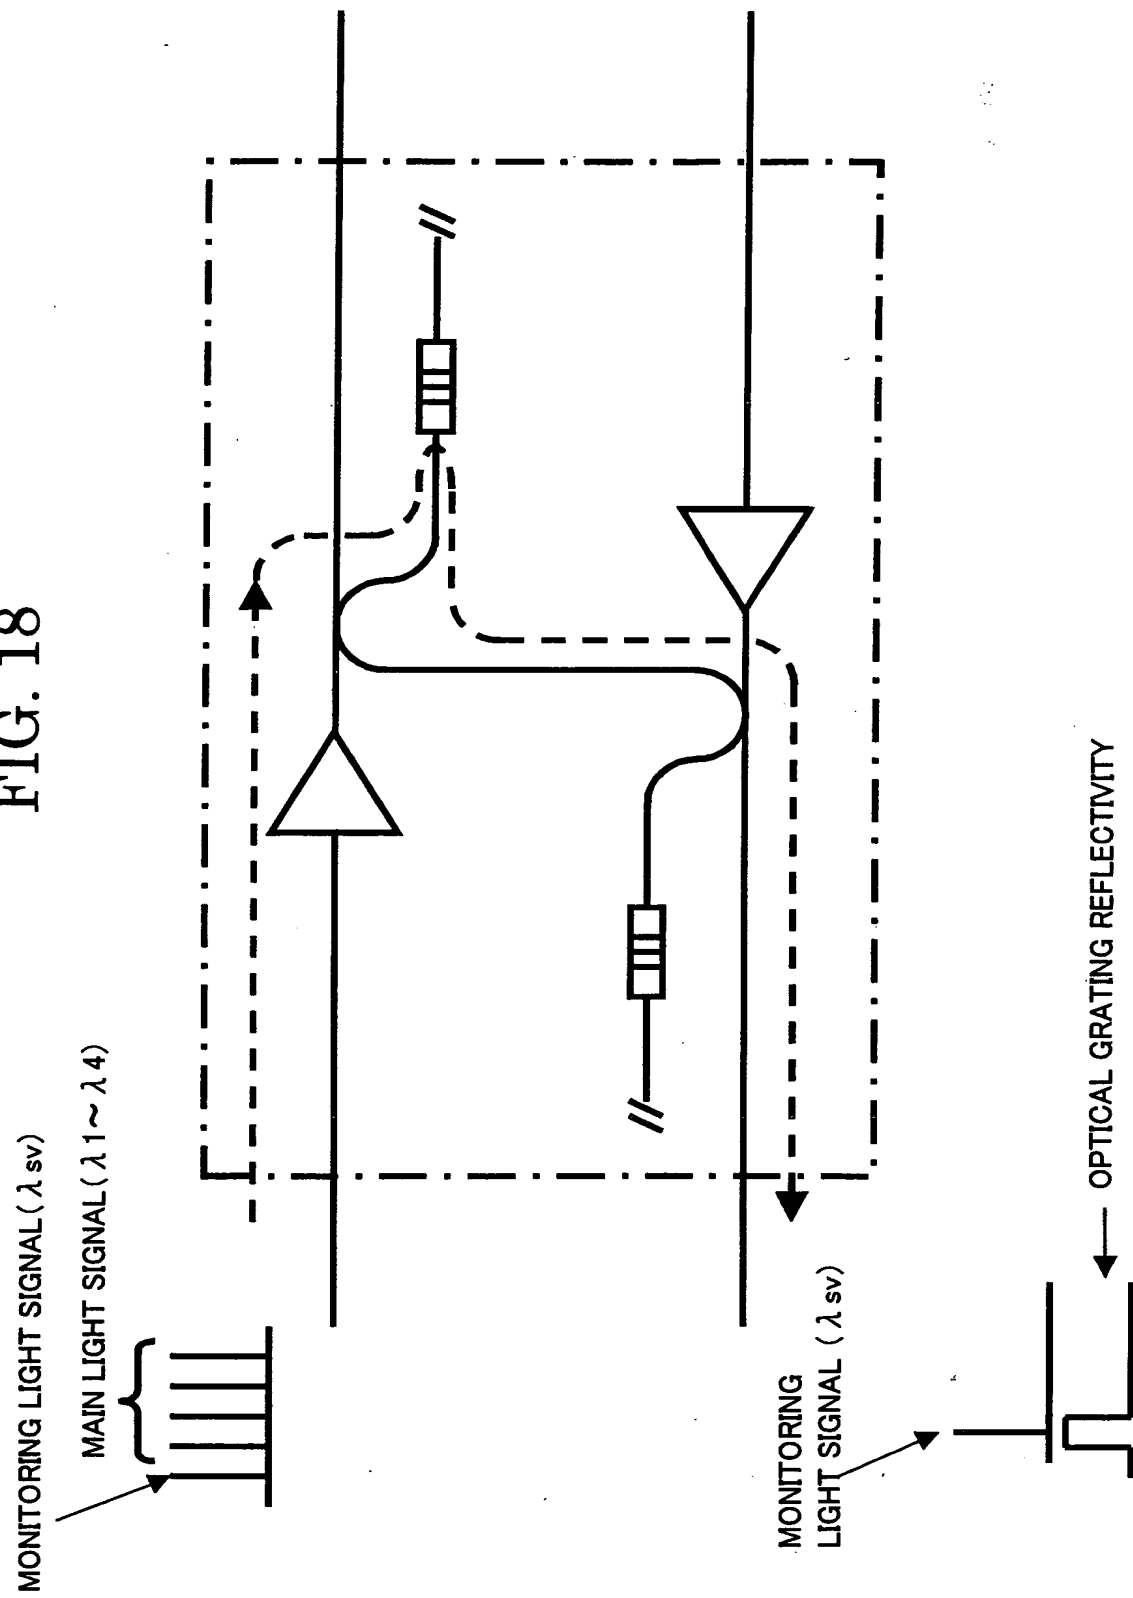 FIG. 18
MONITORING LIGHT SIGNAL(λsv)
MAIN LIGHT SIGNAL(λ1~λ4)
MONITORING
LIGHT SIGNAL (λsv)
OPTICAL GRATING REFLECTIVITY